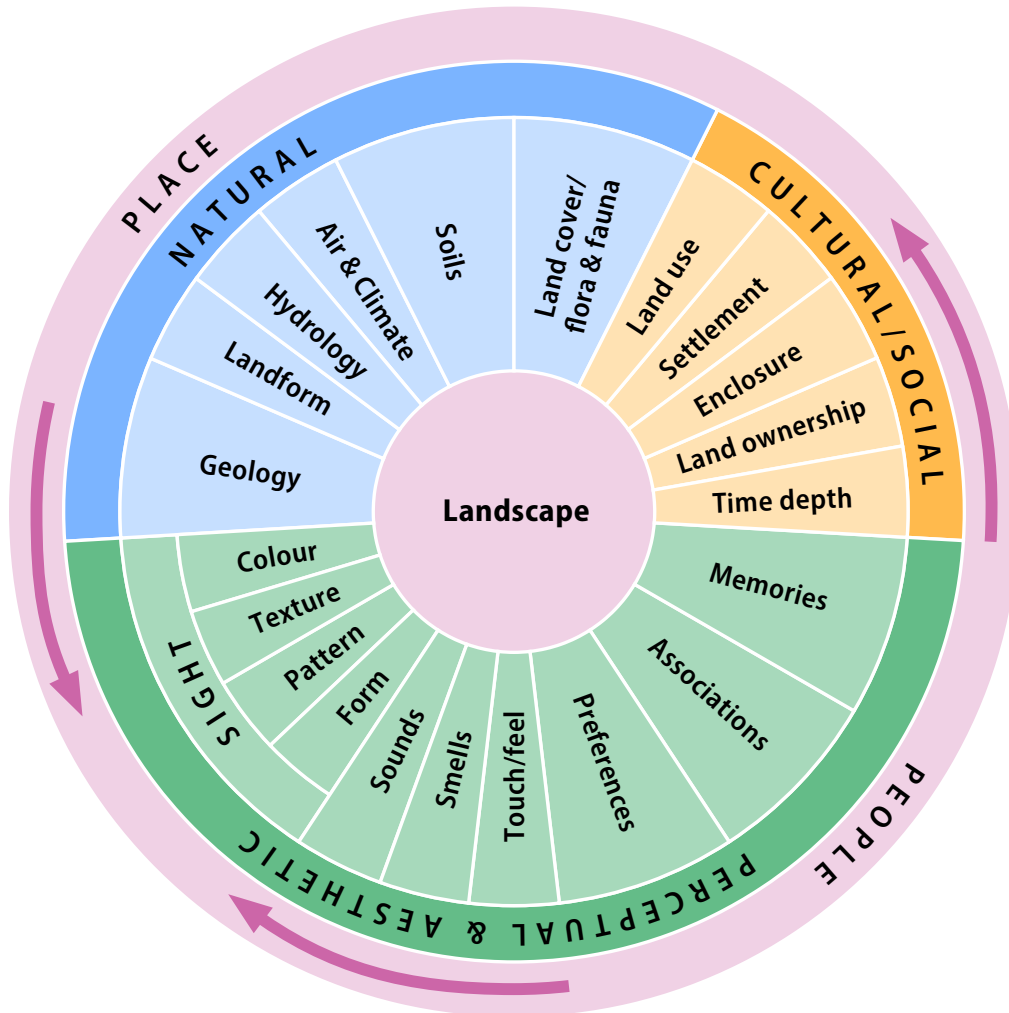 PLACE
NATURAL
CULTURAL/SOCIAL
Geology
Landform
Hydrology
Air & Climate
Soils
Land cover/
flora & fauna
Land use
Settlement
Enclosure
Land ownership
Time depth
Landscape
Memories
Associations
Preferences
Touch/feel
Smells
Sounds
Form
Pattern
Texture
Colour
SIGHT
PERCEPTUAL & AESTHETIC
PEOPLE